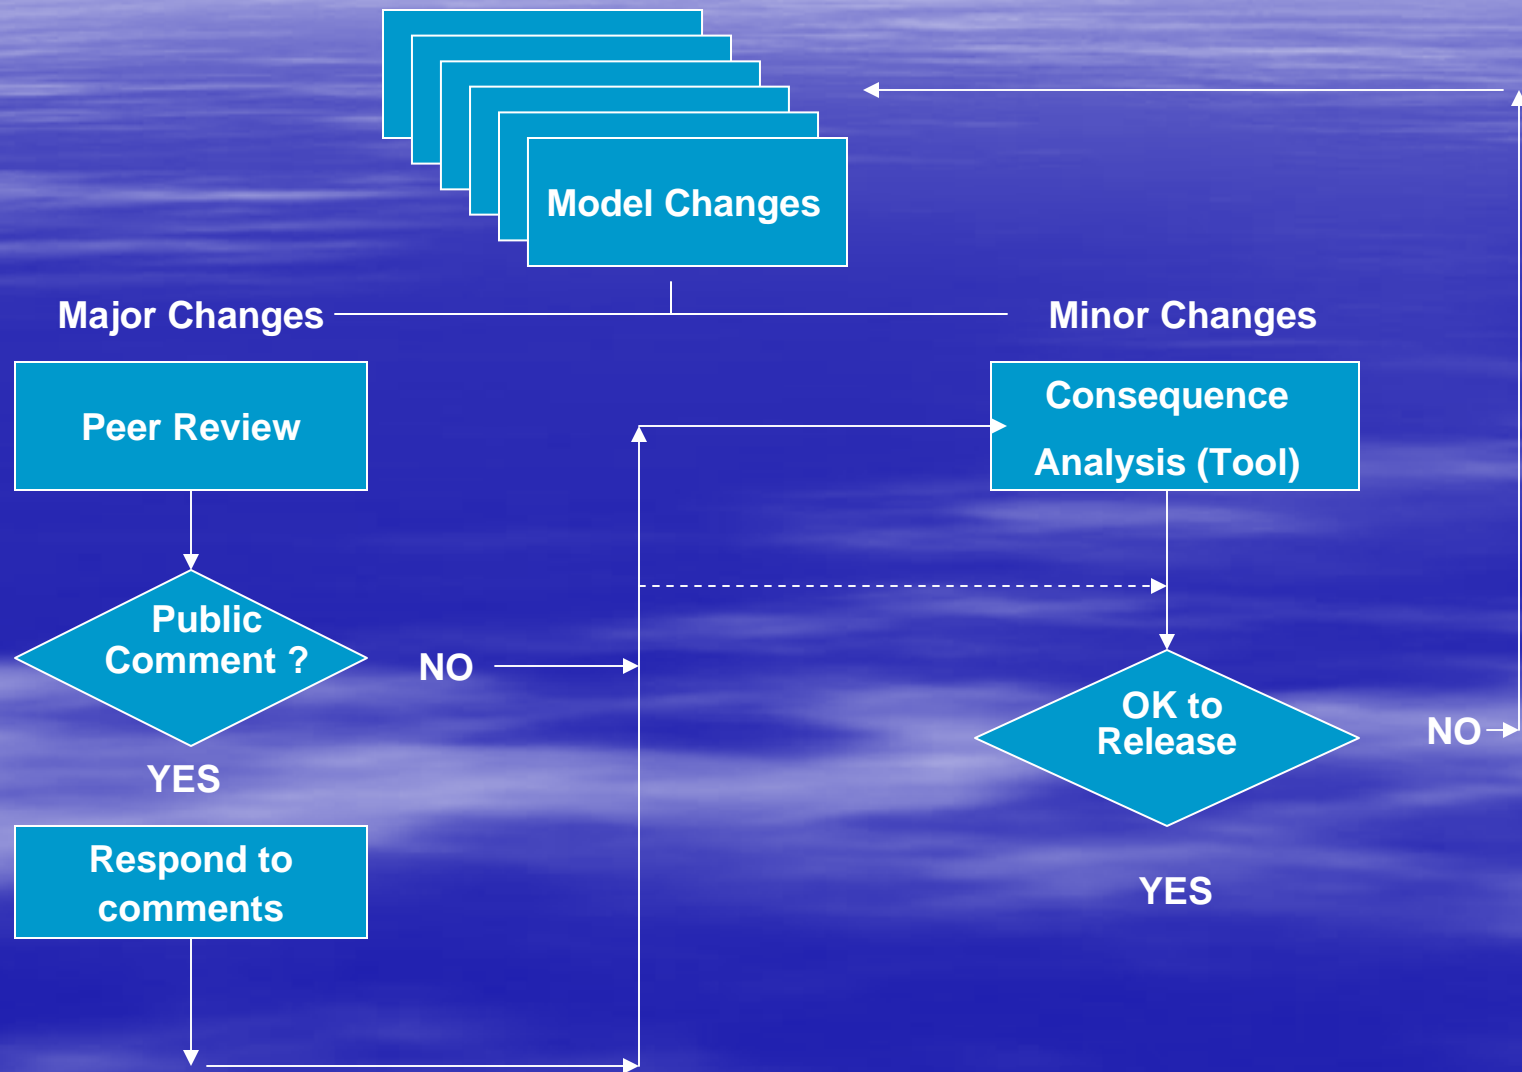 Model Changes
Major Changes
Minor Changes
Peer Review
Consequence
Analysis (Tool)
Public
Comment ?
NO
OK to
Release
NO
YES
Respond to
comments
YES